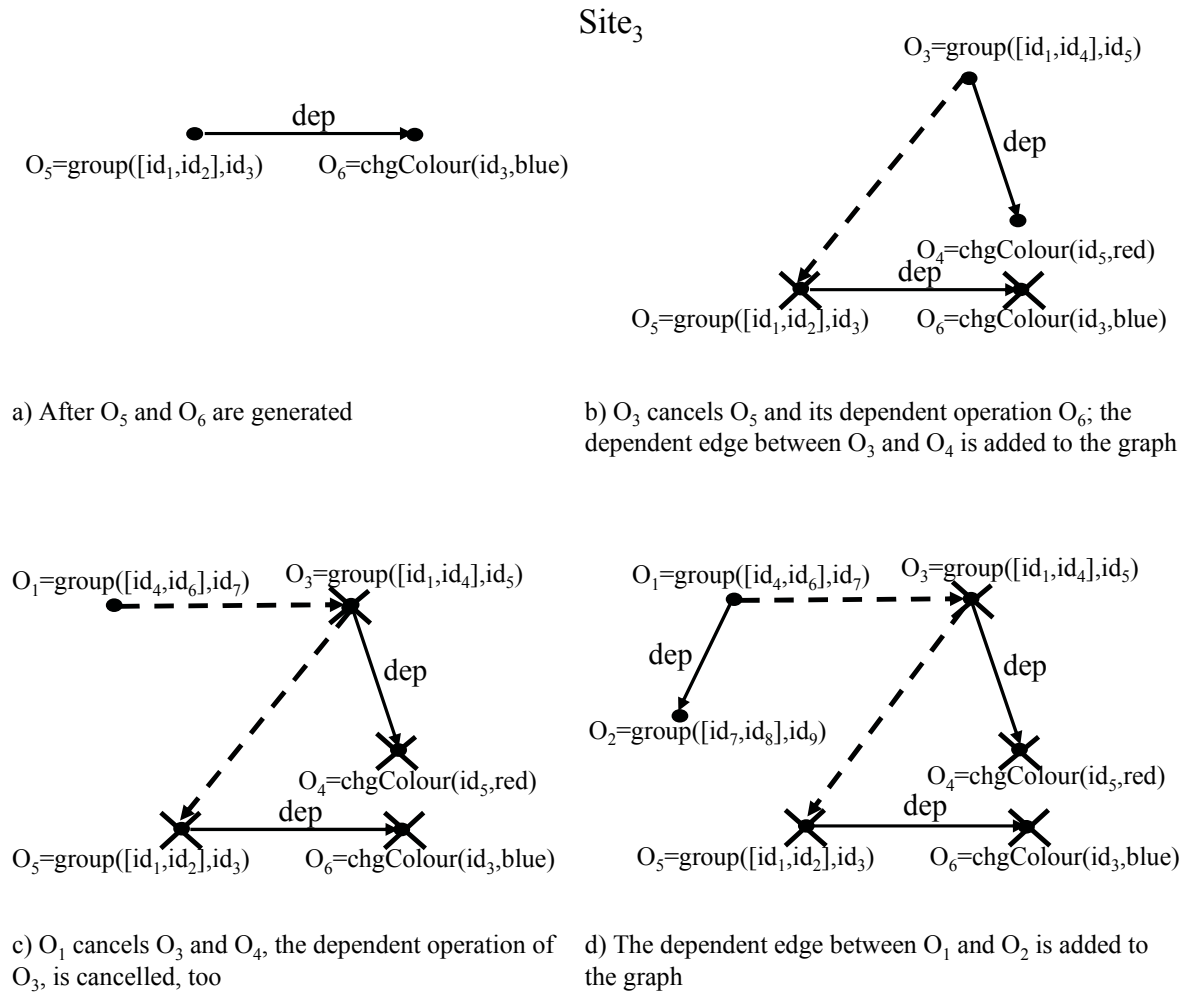 Site₃
dep
O₅=group([id₁,id₂],id₃) O₆=chgColour(id₃,blue)
O₃=group([id₁,id₄],id₅)
dep
O₄=chgColour(id₅,red)
dep
O₅=group([id₁,id₂],id₃) O₆=chgColour(id₃,blue)
a) After O₅ and O₆ are generated
b) O₃ cancels O₅ and its dependent operation O₆; the
dependent edge between O₃ and O₄ is added to the graph
O₁=group([id₄,id₆],id₇) O₃=group([id₁,id₄],id₅)
dep
O₄=chgColour(id₅,red)
dep
O₅=group([id₁,id₂],id₃) O₆=chgColour(id₃,blue)
O₁=group([id₄,id₆],id₇) O₃=group([id₁,id₄],id₅)
dep
dep
O₂=group([id₇,id₈],id₉)
O₄=chgColour(id₅,red)
dep
O₅=group([id₁,id₂],id₃) O₆=chgColour(id₃,blue)
c) O₁ cancels O₃ and O₄, the dependent operation of
O₃, is cancelled, too
d) The dependent edge between O₁ and O₂ is added to
the graph